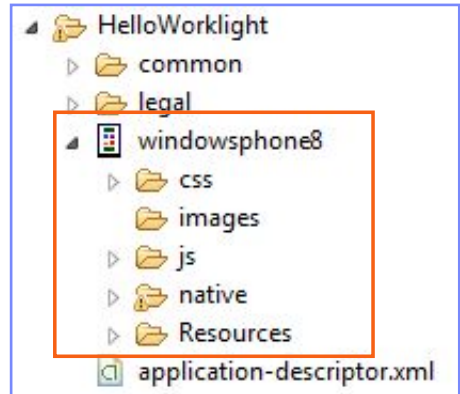 HelloWorklight
common
legal
windowsphone8
css
images
js
native
Resources
application-descriptor.xml